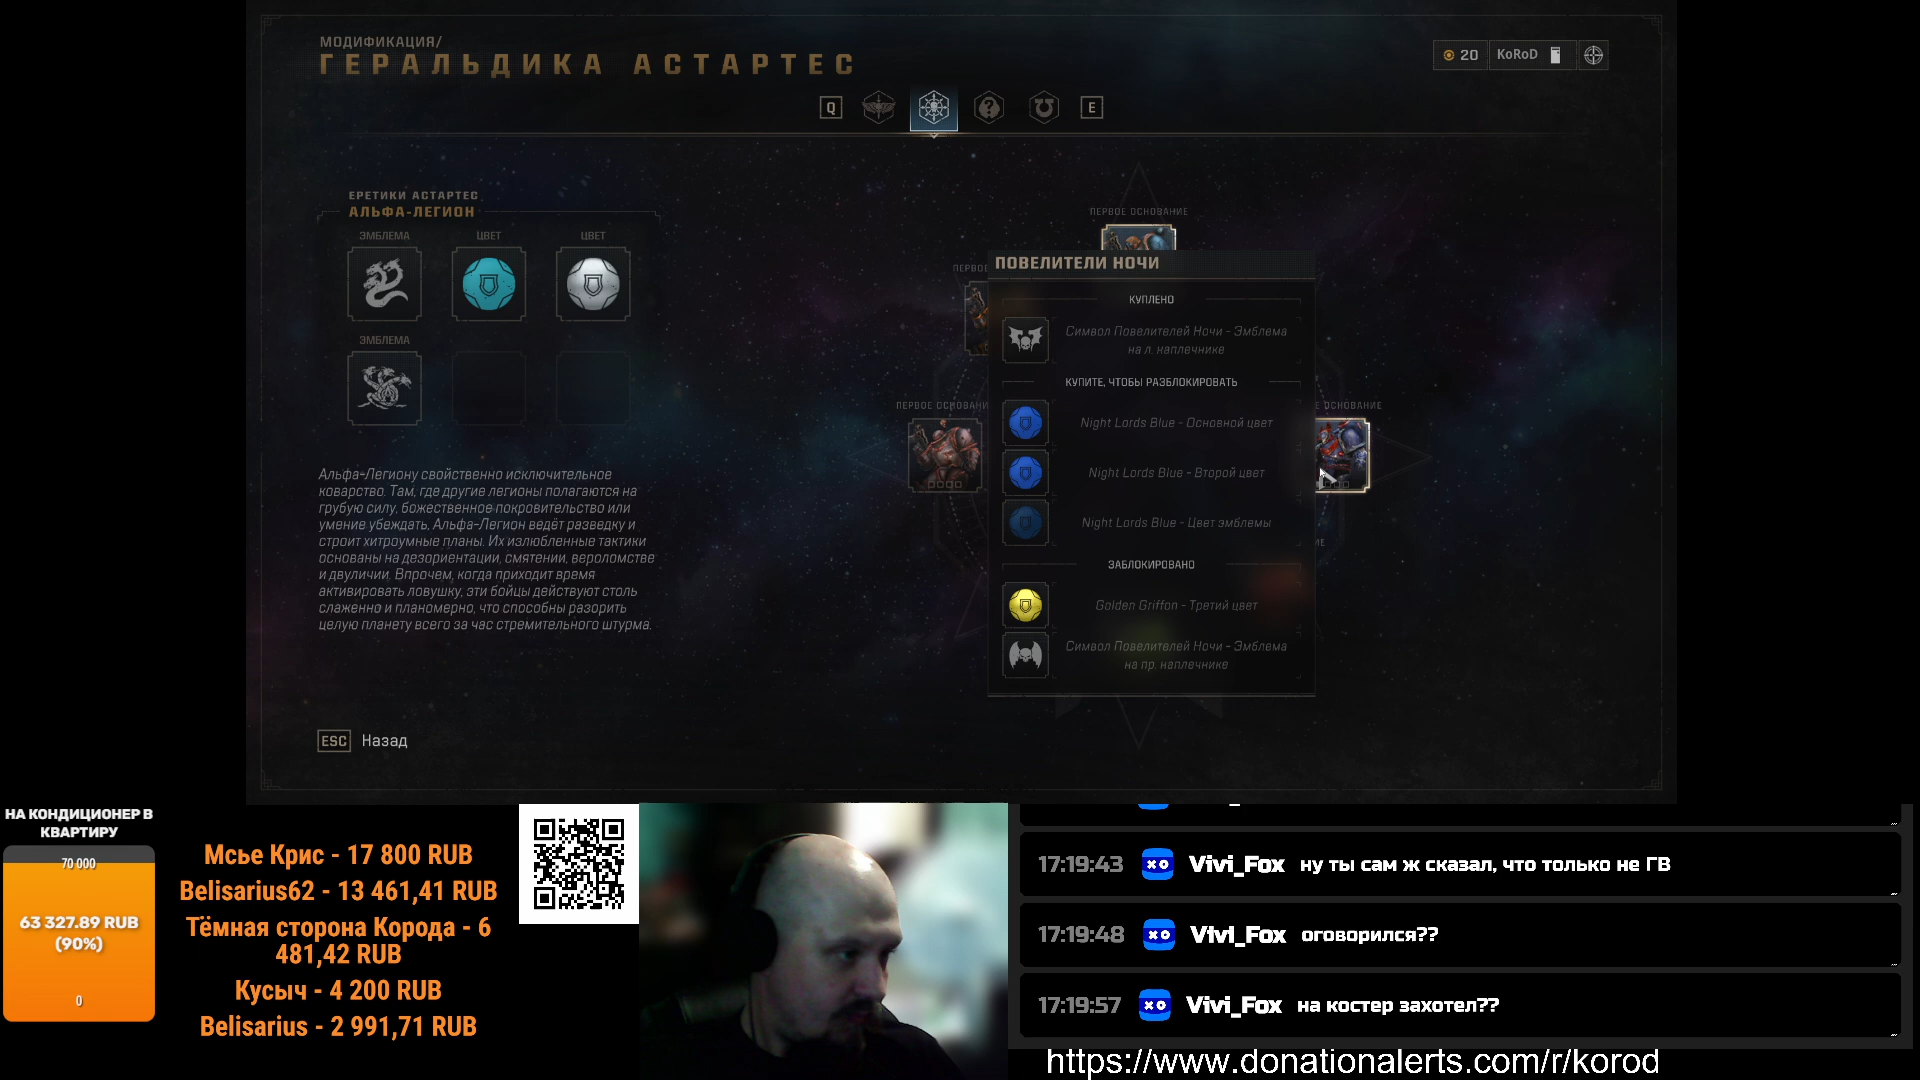 МОДИФИКАЦИЯ/
ГЕРАЛЬДИКА АСТАРТЕС
20
KoRoD
Q
E
ЕРЕТИКИ АСТАРТЕС
АЛЬФА-ЛЕГИОН
ЭМБЛЕМА
ЦВЕТ
ЦВЕТ
ЭМБЛЕМА
Альфа-Легиону свойственно исключительное
коварство. Там, где другие легионы полагаются на
грубую силу, божественное покровительство или
умение убеждать, Альфа-Легион ведёт разведку и
строит хитроумные планы. Их излюбленные тактики
основаны на дезориентации, смятении, вероломстве
и двуличии. Впрочем, когда приходит время
активировать ловушку, эти бойцы действуют столь
слаженно и планомерно, что способны разорить
целую планету всего за час стремительного штурма.
ESC Назад
ПЕРВОЕ ОСНОВАНИЕ
ПЕРВОЕ
ПЕРВОЕ ОСНОВАНИ
Е ОСНОВАНИЕ
ИЕ
ПОВЕЛИТЕЛИ НОЧИ
КУПЛЕНО
Символ Повелителей Ночи - Эмблема
на л. наплечнике
КУПИТЕ, ЧТОБЫ РАЗБЛОКИРОВАТЬ
Night Lords Blue - Основной цвет
Night Lords Blue - Второй цвет
Night Lords Blue - Цвет эмблемы
ЗАБЛОКИРОВАНО
Golden Griffon - Третий цвет
Символ Повелителей Ночи - Эмблема
на пр. наплечнике
НА КОНДИЦИОНЕР В
КВАРТИРУ
70 000
63 327.89 RUB
(90%)
0
Мсье Крис - 17 800 RUB
Belisarius62 - 13 461,41 RUB
Тёмная сторона Корода - 6
481,42 RUB
Кусыч - 4 200 RUB
Belisarius - 2 991,71 RUB
17:19:43 Vivi_Fox ну ты сам ж сказал, что только не ГВ
17:19:48 Vivi_Fox оговорился??
17:19:57 Vivi_Fox на костер захотел??
https://www.donationalerts.com/r/korod